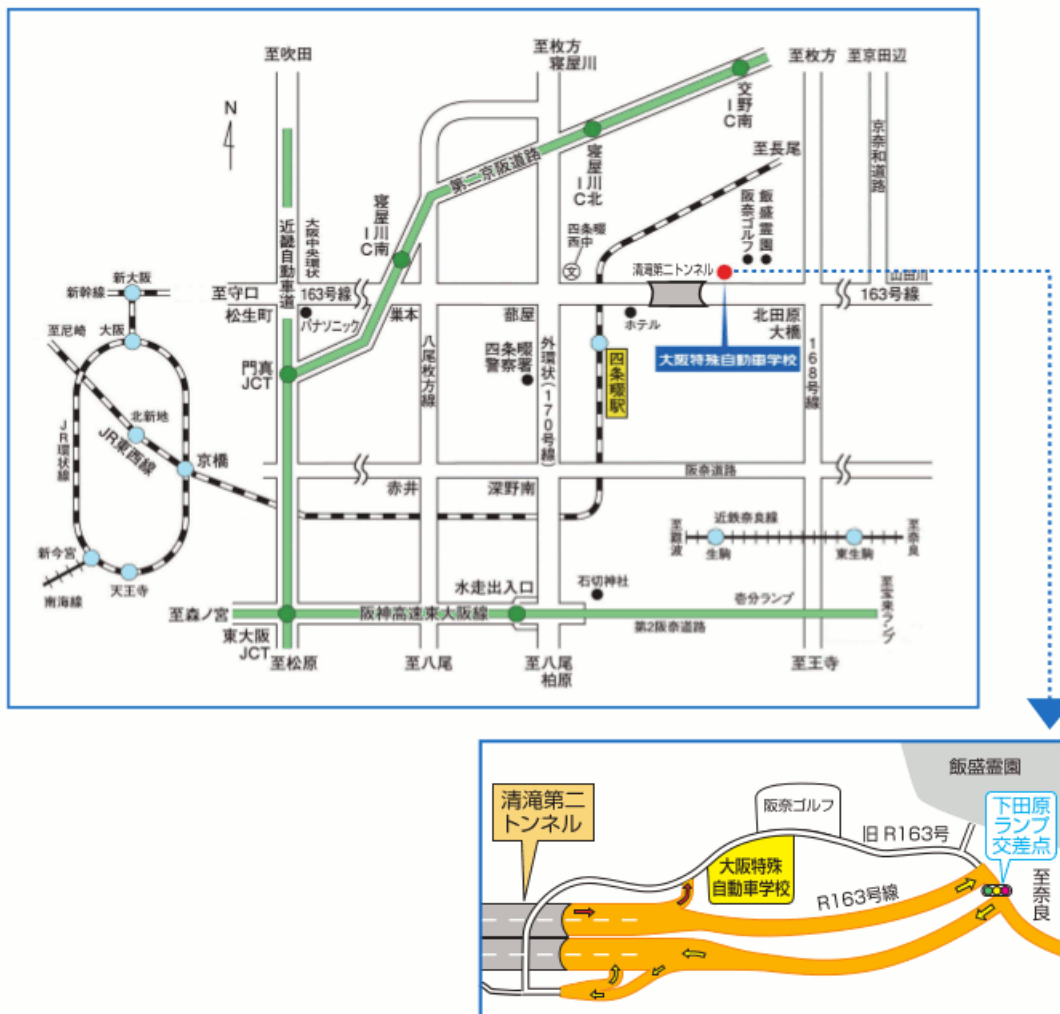 至吹田
至枚方
寝屋川
至枚方
至京田辺
N
交野南
IC
京奈和道路
寝屋川北
IC
至長尾
第二京阪道路
飯盛霊園
阪奈ゴルフ
近畿自動車道
大阪中央環状
寝屋川南
IC
四条畷
西中
文
清滝第二トンネル
山田川
新大阪
新幹線
至守口
163号線
163号線
松生町
パナソニック
巣本
蔀屋
ホテル
北田原
大橋
至尼崎
大阪
門真
JCT
八尾枚方線
四条畷
警察署
外環状(170号線)
四条畷駅
大阪特殊自動車学校
168号線
北新地
JR環状線
JR東西線
京橋
阪奈道路
赤井
深野南
近鉄奈良線
至難波
至奈良
生駒
東生駒
新今宮
天王寺
南海線
水走出入口
石切神社
至森ノ宮
阪神高速東大阪線
壱分ランプ
第2阪奈道路
至宝来ランプ
東大阪
JCT
至松原
至八尾
至八尾
柏原
至王寺
飯盛霊園
清滝第二
トンネル
阪奈ゴルフ
下田原
ランプ
交差点
旧R163号
大阪特殊
自動車学校
R163号線
至奈良